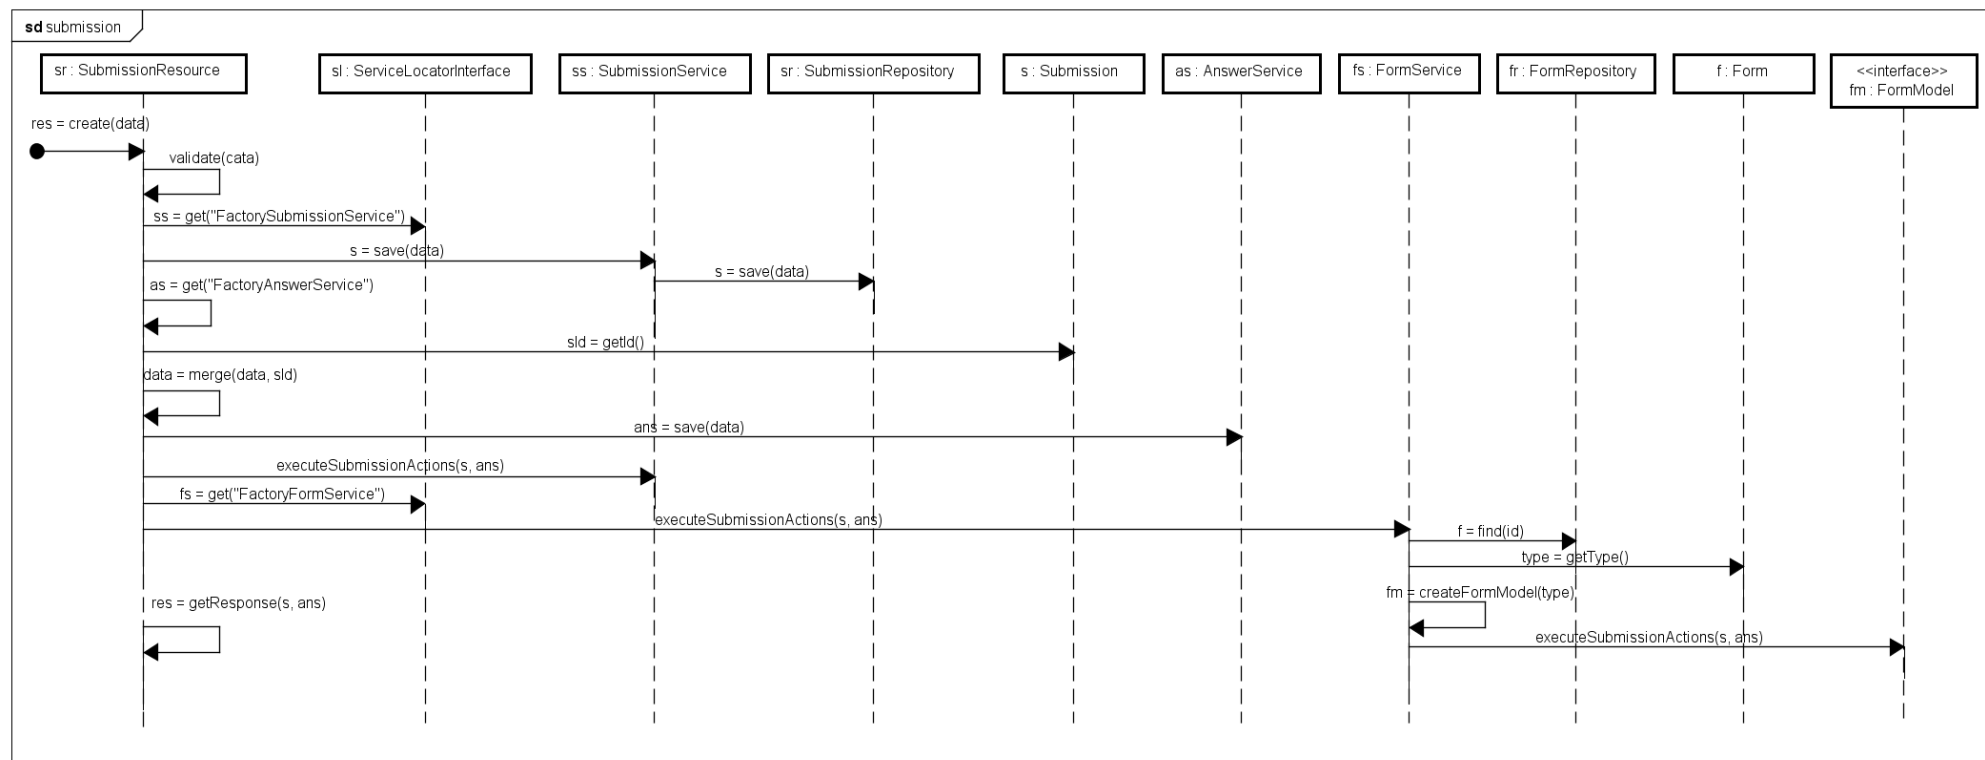 sd submission
sr : SubmissionResource
sl : ServiceLocatorInterface
ss : SubmissionService
sr : SubmissionRepository
s : Submission
as : AnswerService
fs : FormService
fr : FormRepository
f : Form
<<interface>>
fm : FormModel
res = create(data)
validate(cata)
ss = get("FactorySubmissionService")
s = save(data)
s = save(data)
as = get("FactoryAnswerService")
sId = getId()
data = merge(data, sId)
ans = save(data)
executeSubmissionActions(s, ans)
fs = get("FactoryFormService")
executeSubmissionActions(s, ans)
f = find(id)
type = getType()
fm = createFormModel(type)
res = getResponse(s, ans)
executeSubmissionActions(s, ans)